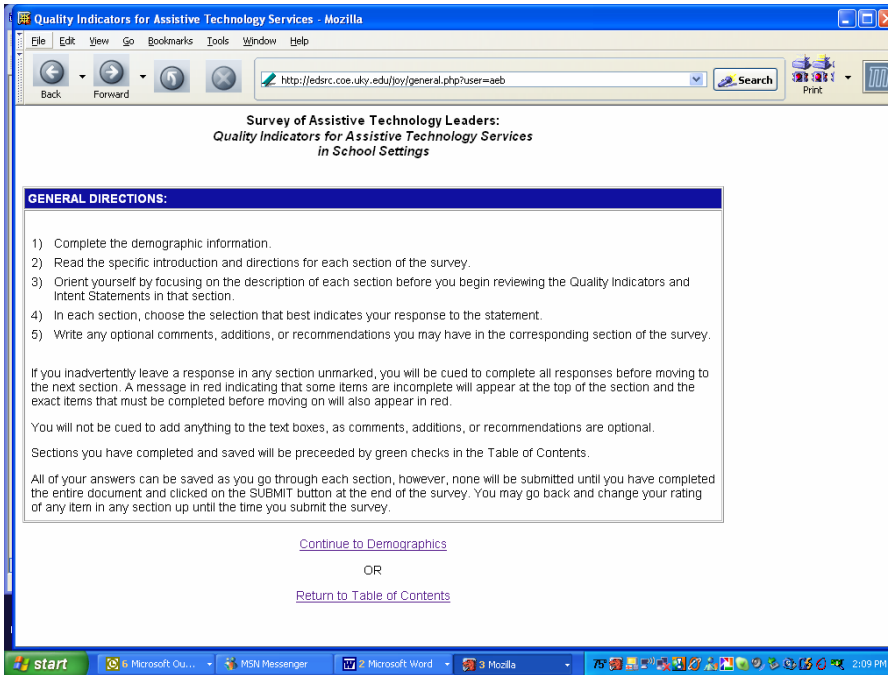 Quality Indicators for Assistive Technology Services - Mozilla
File Edit View Go Bookmarks Tools Window Help
http://edsrc.coe.uky.edu/joy/general.php?user=aeb Search
Back Forward Print
Survey of Assistive Technology Leaders:
Quality Indicators for Assistive Technology Services
in School Settings
GENERAL DIRECTIONS:
1) Complete the demographic information.
2) Read the specific introduction and directions for each section of the survey.
3) Orient yourself by focusing on the description of each section before you begin reviewing the Quality Indicators and
Intent Statements in that section.
4) In each section, choose the selection that best indicates your response to the statement.
5) Write any optional comments, additions, or recommendations you may have in the corresponding section of the survey.
If you inadvertently leave a response in any section unmarked, you will be cued to complete all responses before moving to
the next section. A message in red indicating that some items are incomplete will appear at the top of the section and the
exact items that must be completed before moving on will also appear in red.
You will not be cued to add anything to the text boxes, as comments, additions, or recommendations are optional.
Sections you have completed and saved will be preceeded by green checks in the Table of Contents.
All of your answers can be saved as you go through each section, however, none will be submitted until you have completed
the entire document and clicked on the SUBMIT button at the end of the survey. You may go back and change your rating
of any item in any section up until the time you submit the survey.
Continue to Demographics
OR
Return to Table of Contents
start 6 Microsoft Ou... MSN Messenger 2 Microsoft Word 3 Mozilla 75° 2:09 PM